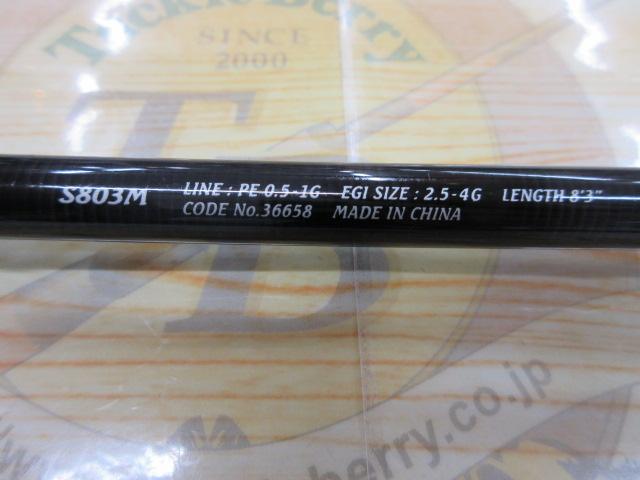 Tackle Berry
SINCE
2000
TB
S803M LINE : PE 0.5-1G EGI SIZE : 2.5-4G LENGTH 8'3"
CODE No.36658 MADE IN CHINA
berry.co.jp